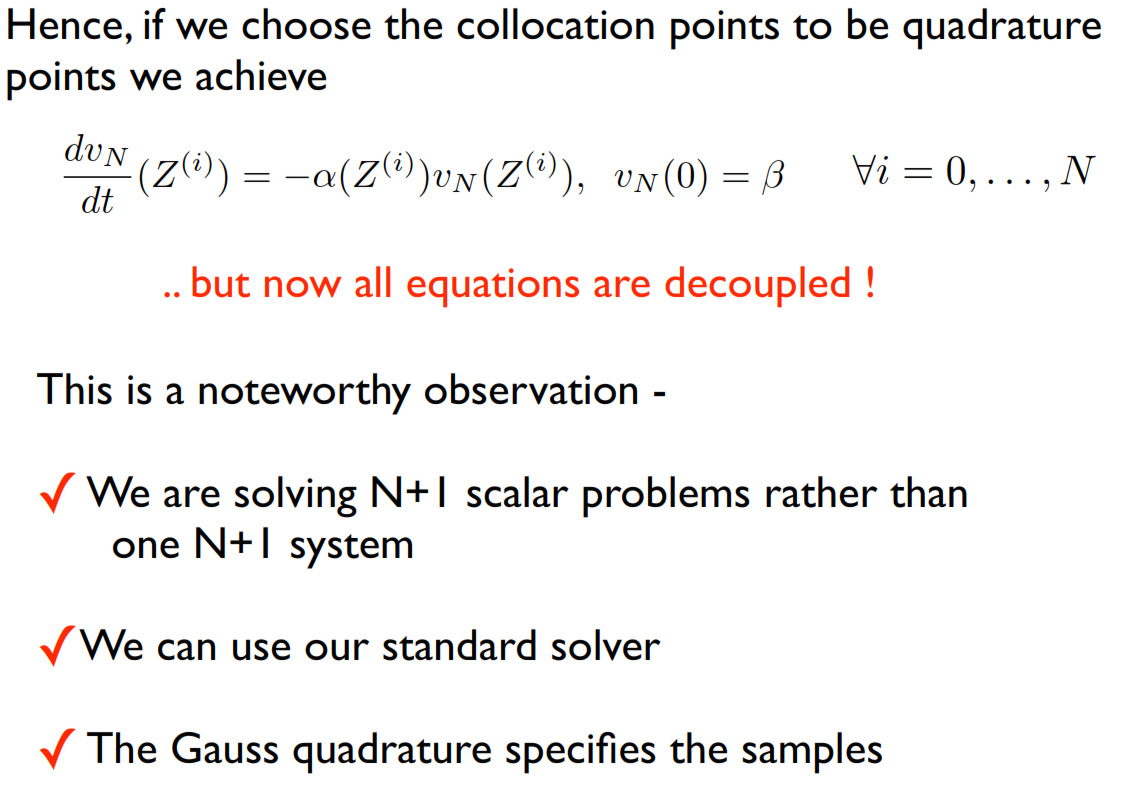 Hence, if we choose the collocation points to be quadrature
points we achieve
\frac{dv_N}{dt}(Z^{(i)}) = -\alpha(Z^{(i)})v_N(Z^{(i)}), \; v_N(0) = \beta \quad \forall i = 0, \ldots, N
.. but now all equations are decoupled !
This is a noteworthy observation -
✓ We are solving N+1 scalar problems rather than
one N+1 system
✓ We can use our standard solver
✓ The Gauss quadrature specifies the samples